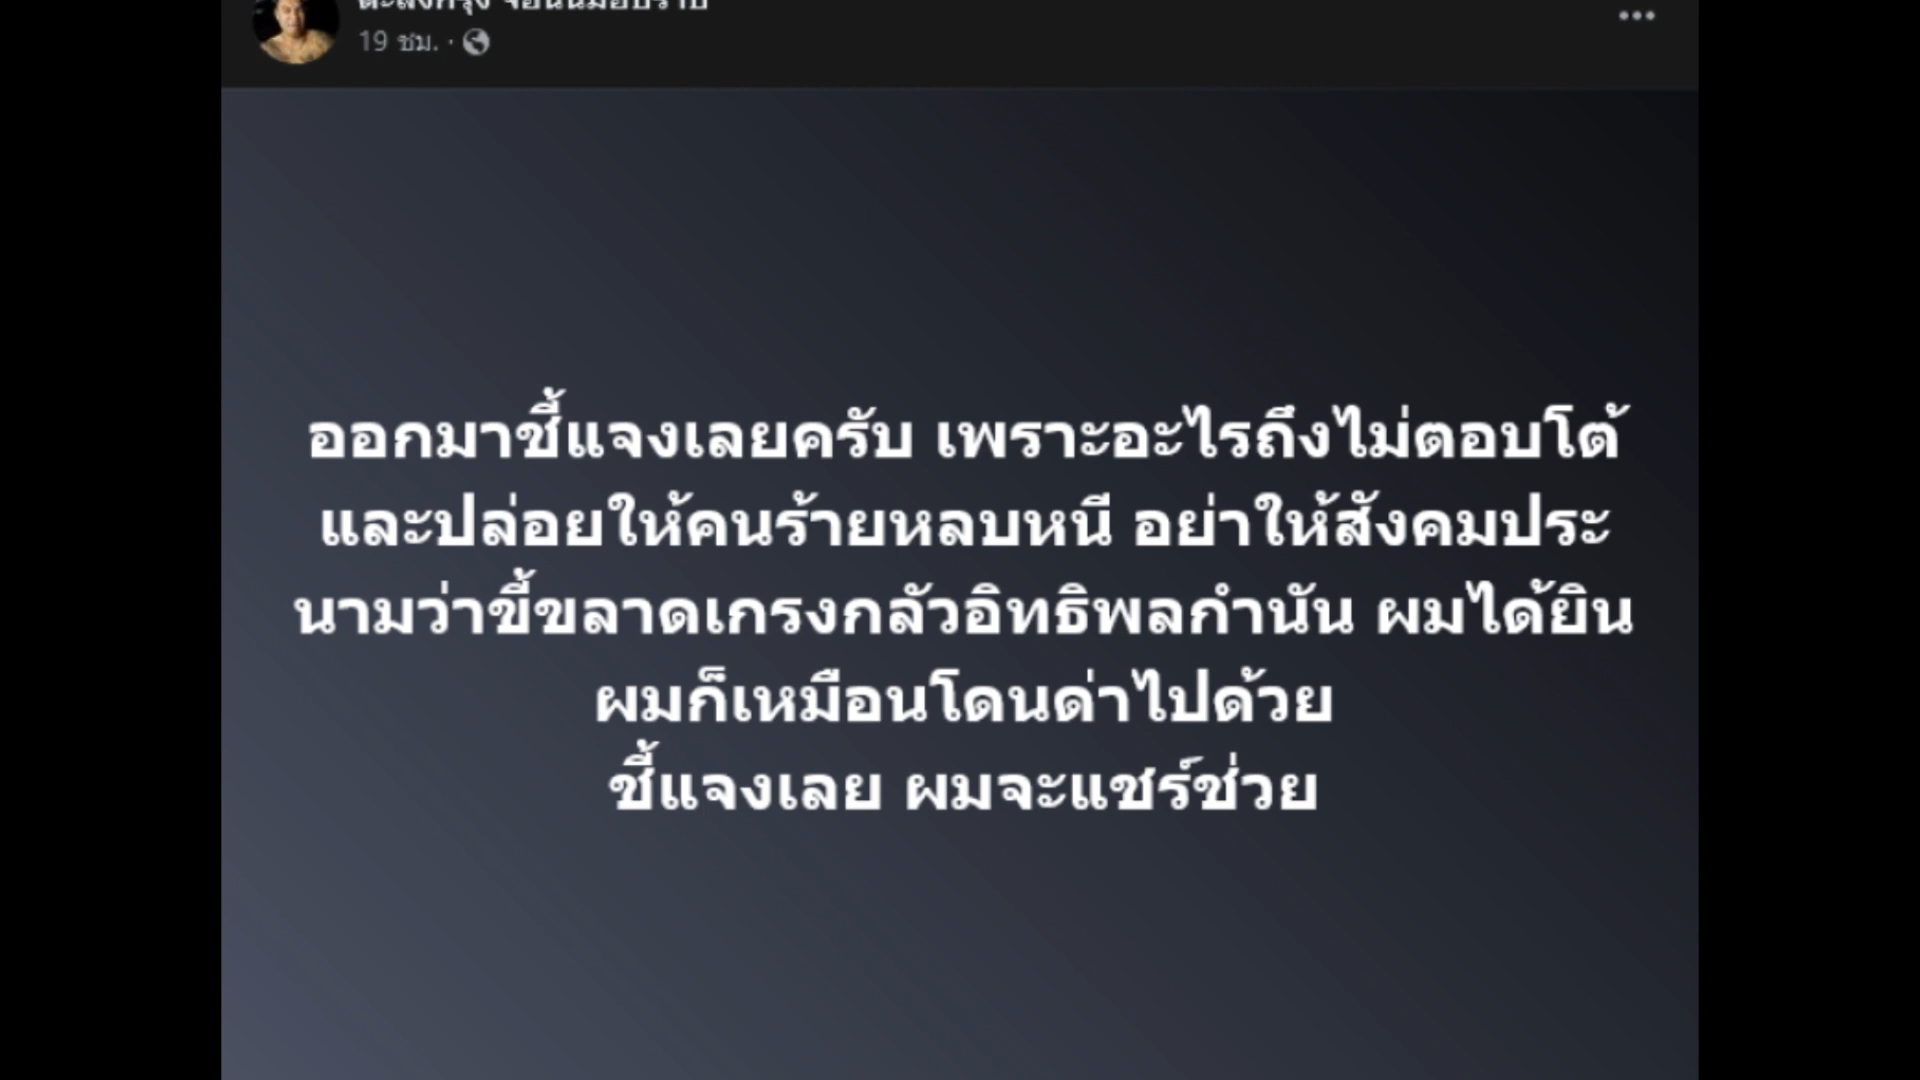 19 ชม. ·
ออกมาชี้แจงเลยครับ เพราะอะไรถึงไม่ตอบโต้
และปล่อยให้คนร้ายหลบหนี อย่าให้สังคมประ
นามว่าขี้ขลาดเกรงกลัวอิทธิพลกำนัน ผมได้ยิน
ผมก็เหมือนโดนด่าไปด้วย
ชี้แจงเลย ผมจะแชร์ช่วย